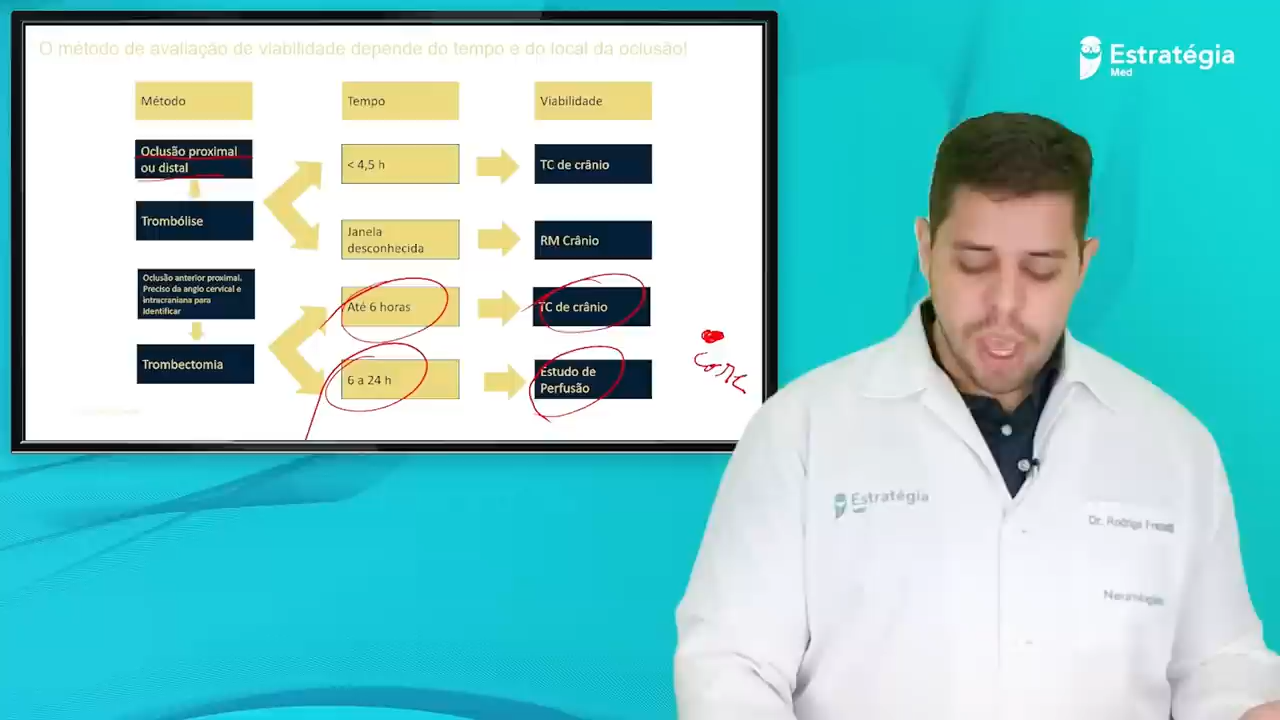 O método de avaliação de viabilidade depende do tempo e do local da oclusão!
Método
Tempo
Viabilidade
Oclusão proximal
ou distal
< 4,5 h
TC de crânio
Trombólise
Janela
desconhecida
RM Crânio
Oclusão anterior proximal.
Preciso da angio cervical e
intracraniana para
identificar
Até 6 horas
TC de crânio
Trombectomia
6 a 24 h
Estudo de
Perfusão
core
Estratégia
Med
Estratégia
Dr. Rodrigo
Neurologia